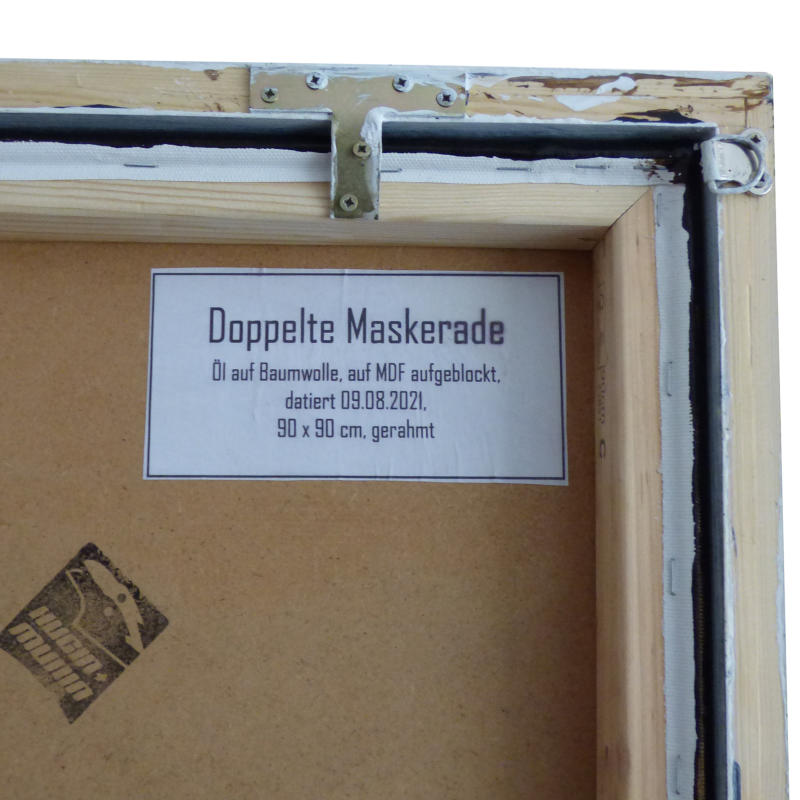 Doppelte Maskerade
Öl auf Baumwolle, auf MDF aufgeblockt,
datiert 09.08.2021,
90 x 90 cm, gerahmt